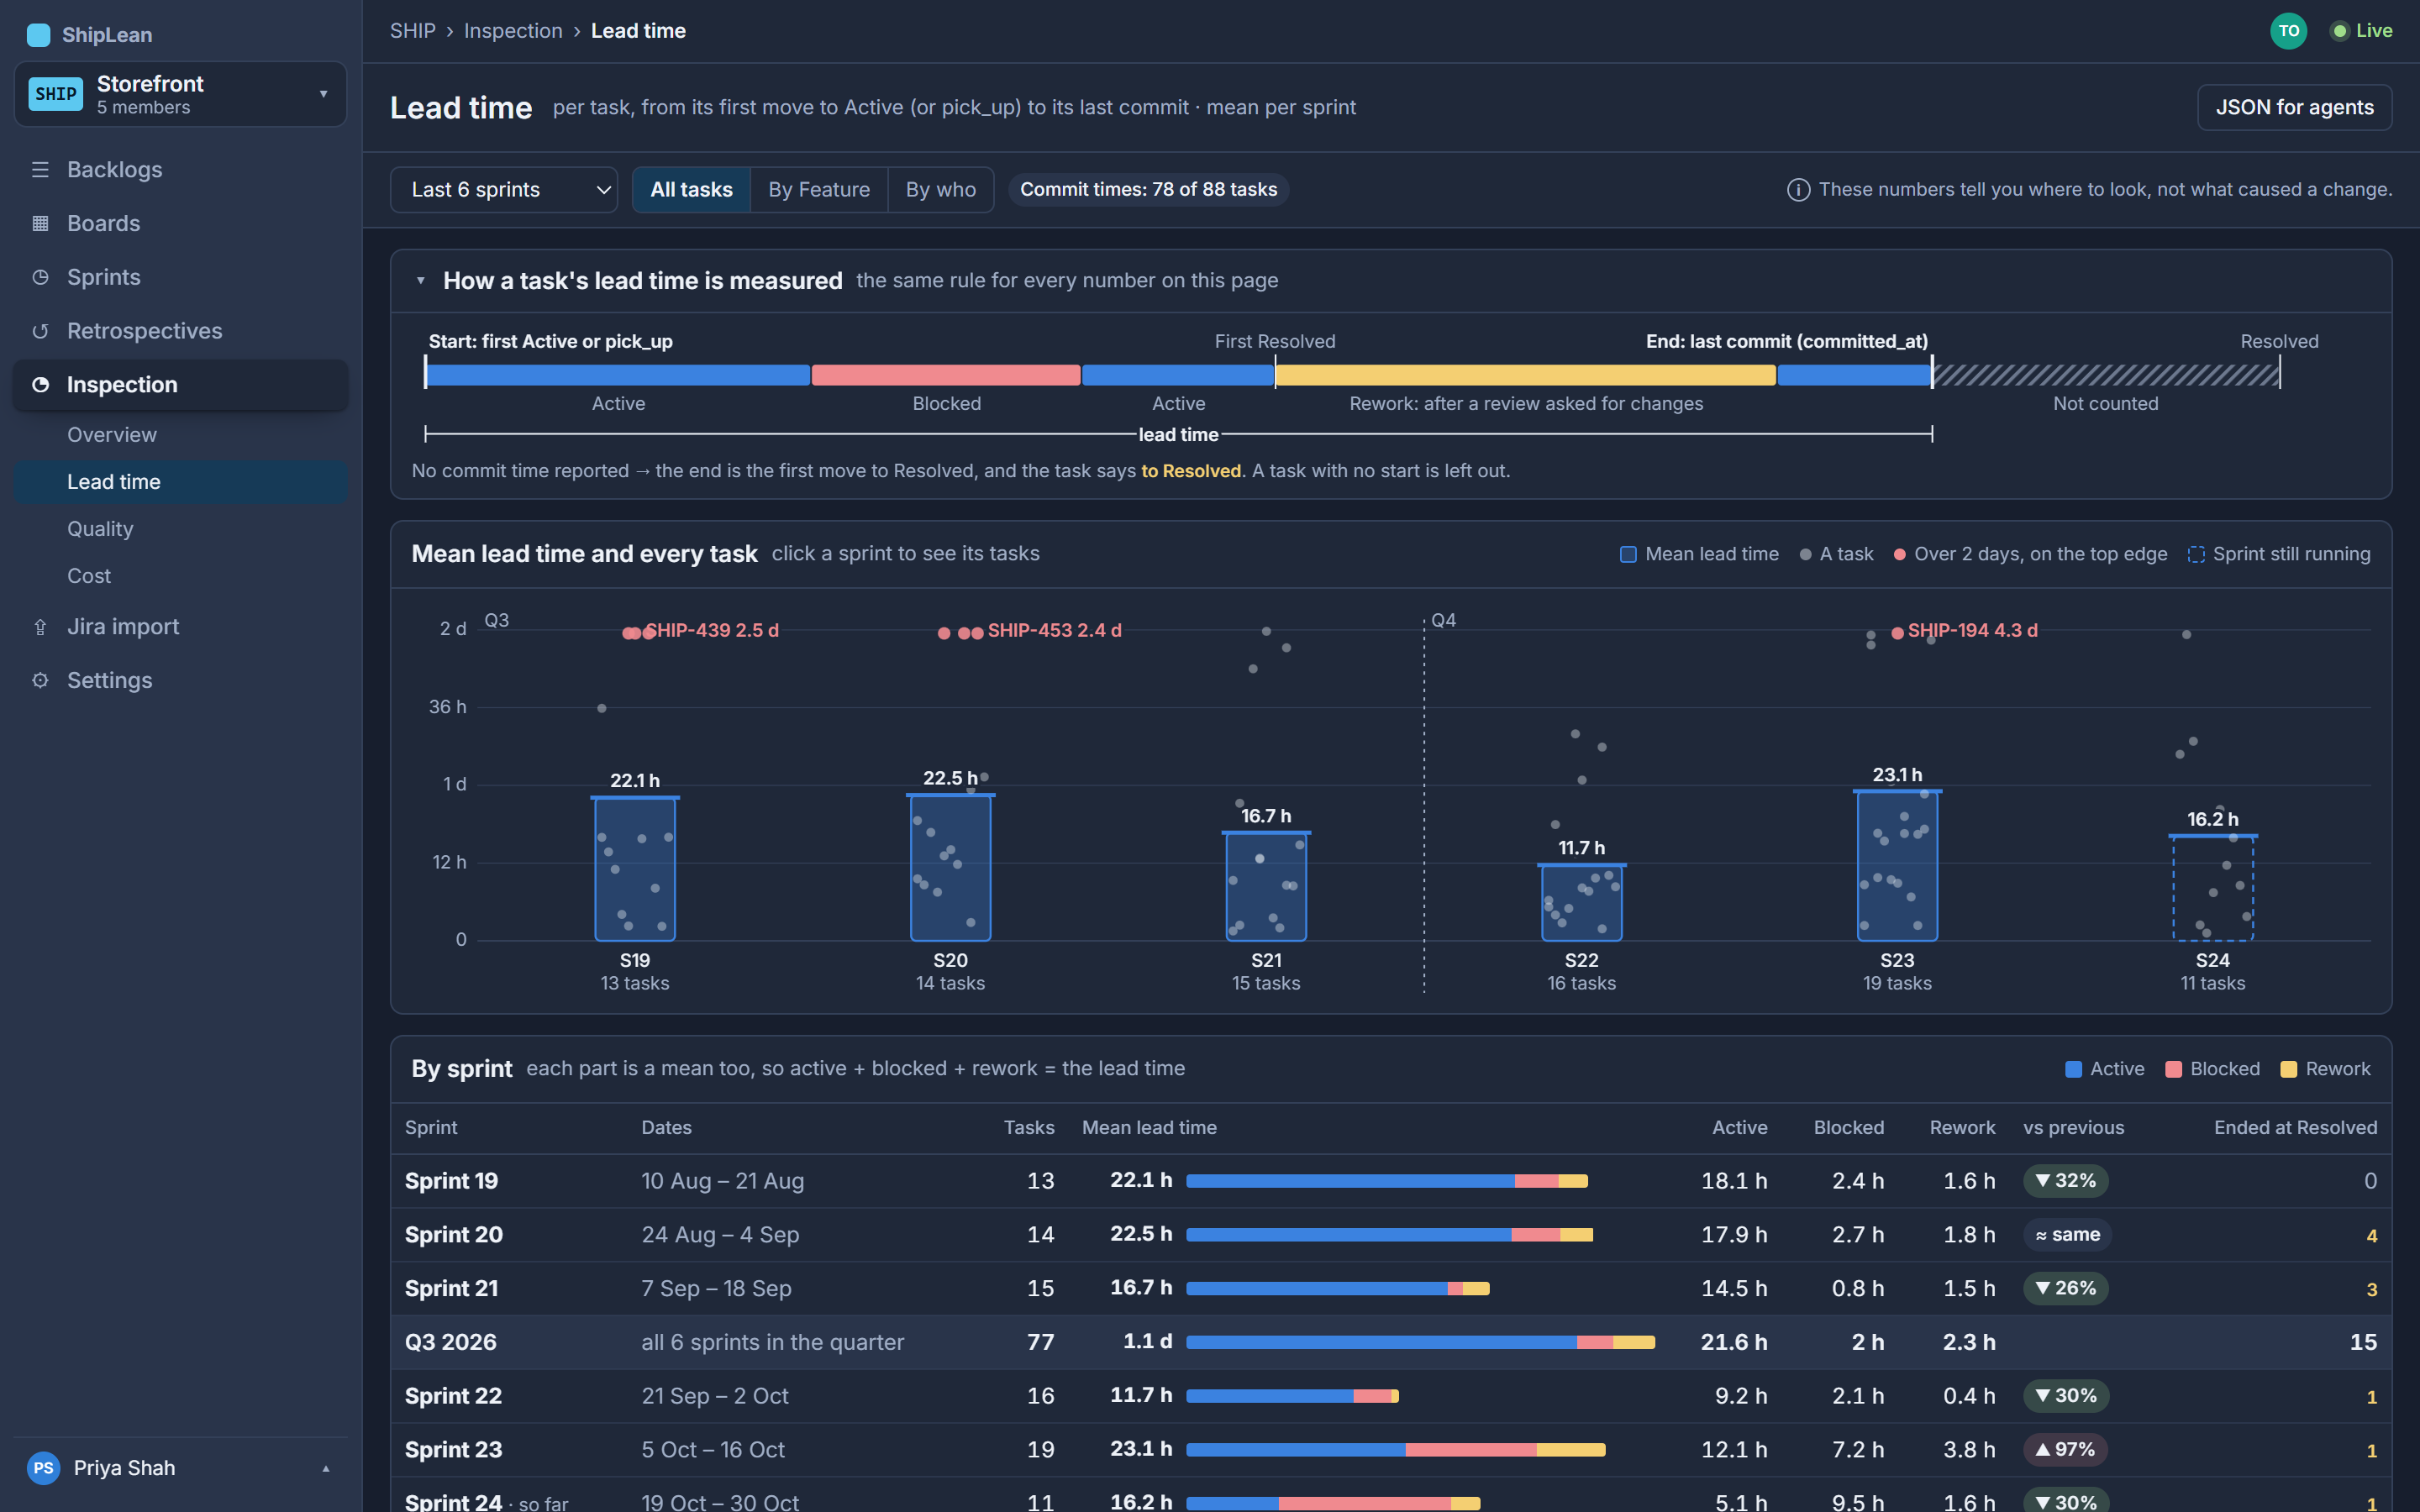 ShipLean
SHIP
Storefront
5 members
Backlogs
Boards
Sprints
Retrospectives
Inspection
Overview
Lead time
Quality
Cost
Jira import
Settings
PS Priya Shah
SHIP › Inspection › Lead time
TO Live
Lead time per task, from its first move to Active (or pick_up) to its last commit · mean per sprint
JSON for agents
Last 6 sprints
All tasks By Feature By who
Commit times: 78 of 88 tasks
These numbers tell you where to look, not what caused a change.
How a task's lead time is measured the same rule for every number on this page
Start: first Active or pick_up First Resolved End: last commit (committed_at) Resolved
Active Blocked Active Rework: after a review asked for changes Not counted
lead time
No commit time reported → the end is the first move to Resolved, and the task says to Resolved. A task with no start is left out.
Mean lead time and every task click a sprint to see its tasks
Mean lead time A task Over 2 days, on the top edge Sprint still running
Q3 Q4
2 d SHIP-439 2.5 d SHIP-453 2.4 d SHIP-194 4.3 d
36 h
1 d
12 h
0
22.1 h 22.5 h 16.7 h 11.7 h 23.1 h 16.2 h
S19 S20 S21 S22 S23 S24
13 tasks 14 tasks 15 tasks 16 tasks 19 tasks 11 tasks
By sprint each part is a mean too, so active + blocked + rework = the lead time
Active Blocked Rework
Sprint Dates Tasks Mean lead time Active Blocked Rework vs previous Ended at Resolved
Sprint 19 10 Aug – 21 Aug 13 22.1 h 18.1 h 2.4 h 1.6 h ▼ 32% 0
Sprint 20 24 Aug – 4 Sep 14 22.5 h 17.9 h 2.7 h 1.8 h ≈ same 4
Sprint 21 7 Sep – 18 Sep 15 16.7 h 14.5 h 0.8 h 1.5 h ▼ 26% 3
Q3 2026 all 6 sprints in the quarter 77 1.1 d 21.6 h 2 h 2.3 h 15
Sprint 22 21 Sep – 2 Oct 16 11.7 h 9.2 h 2.1 h 0.4 h ▼ 30% 1
Sprint 23 5 Oct – 16 Oct 19 23.1 h 12.1 h 7.2 h 3.8 h ▲ 97% 1
Sprint 24 · so far 19 Oct – 30 Oct 11 16.2 h 5.1 h 9.5 h 1.6 h ▼ 30% 1